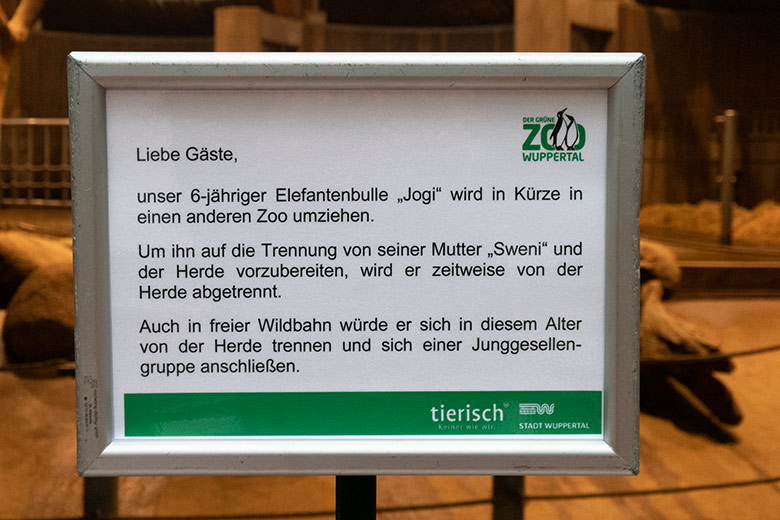 DER GRÜNE
ZOO
WUPPERTAL
Liebe Gäste,
unser 6-jähriger Elefantenbulle „Jogi“ wird in Kürze in
einen anderen Zoo umziehen.
Um ihn auf die Trennung von seiner Mutter „Sweni“ und
der Herde vorzubereiten, wird er zeitweise von der
Herde abgetrennt.
Auch in freier Wildbahn würde er sich in diesem Alter
von der Herde trennen und sich einer Junggesellen-
gruppe anschließen.
tierisch
Keiner wie wir.
STADT WUPPERTAL